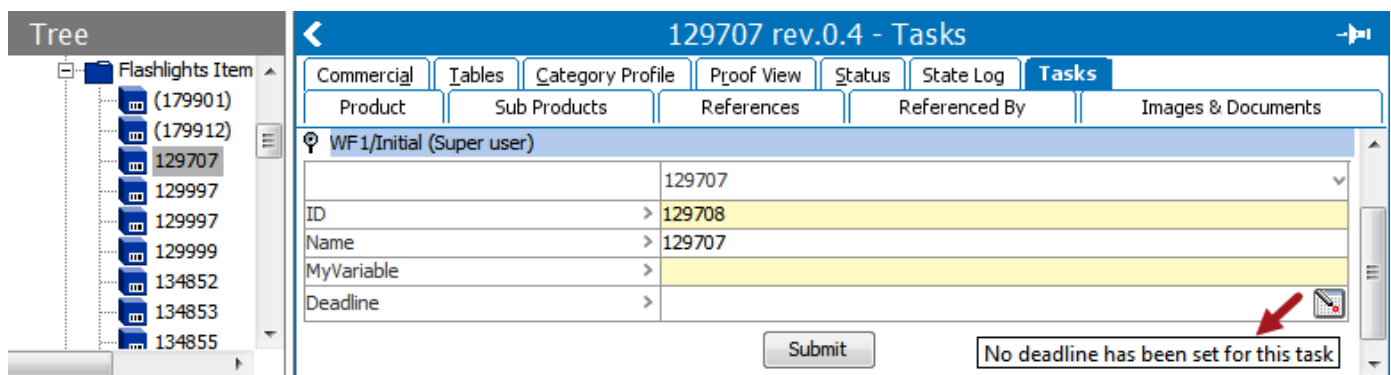 Tree
Flashlights Item
(179901)
(179912)
129707
129997
129997
129999
134852
134853
134855
129707 rev.0.4 - Tasks
Commercial Tables Category Profile Proof View Status State Log Tasks
Product Sub Products References Referenced By Images & Documents
WF1/Initial (Super user)
129707
ID > 129708
Name > 129707
MyVariable >
Deadline >
Submit
No deadline has been set for this task